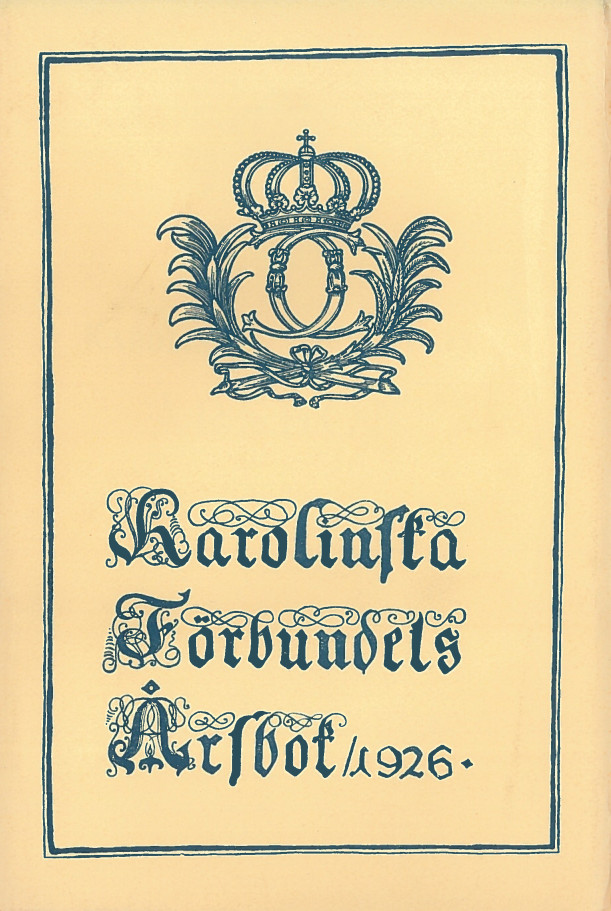 Karolinska
Förbundets
Årsbok / 1926.